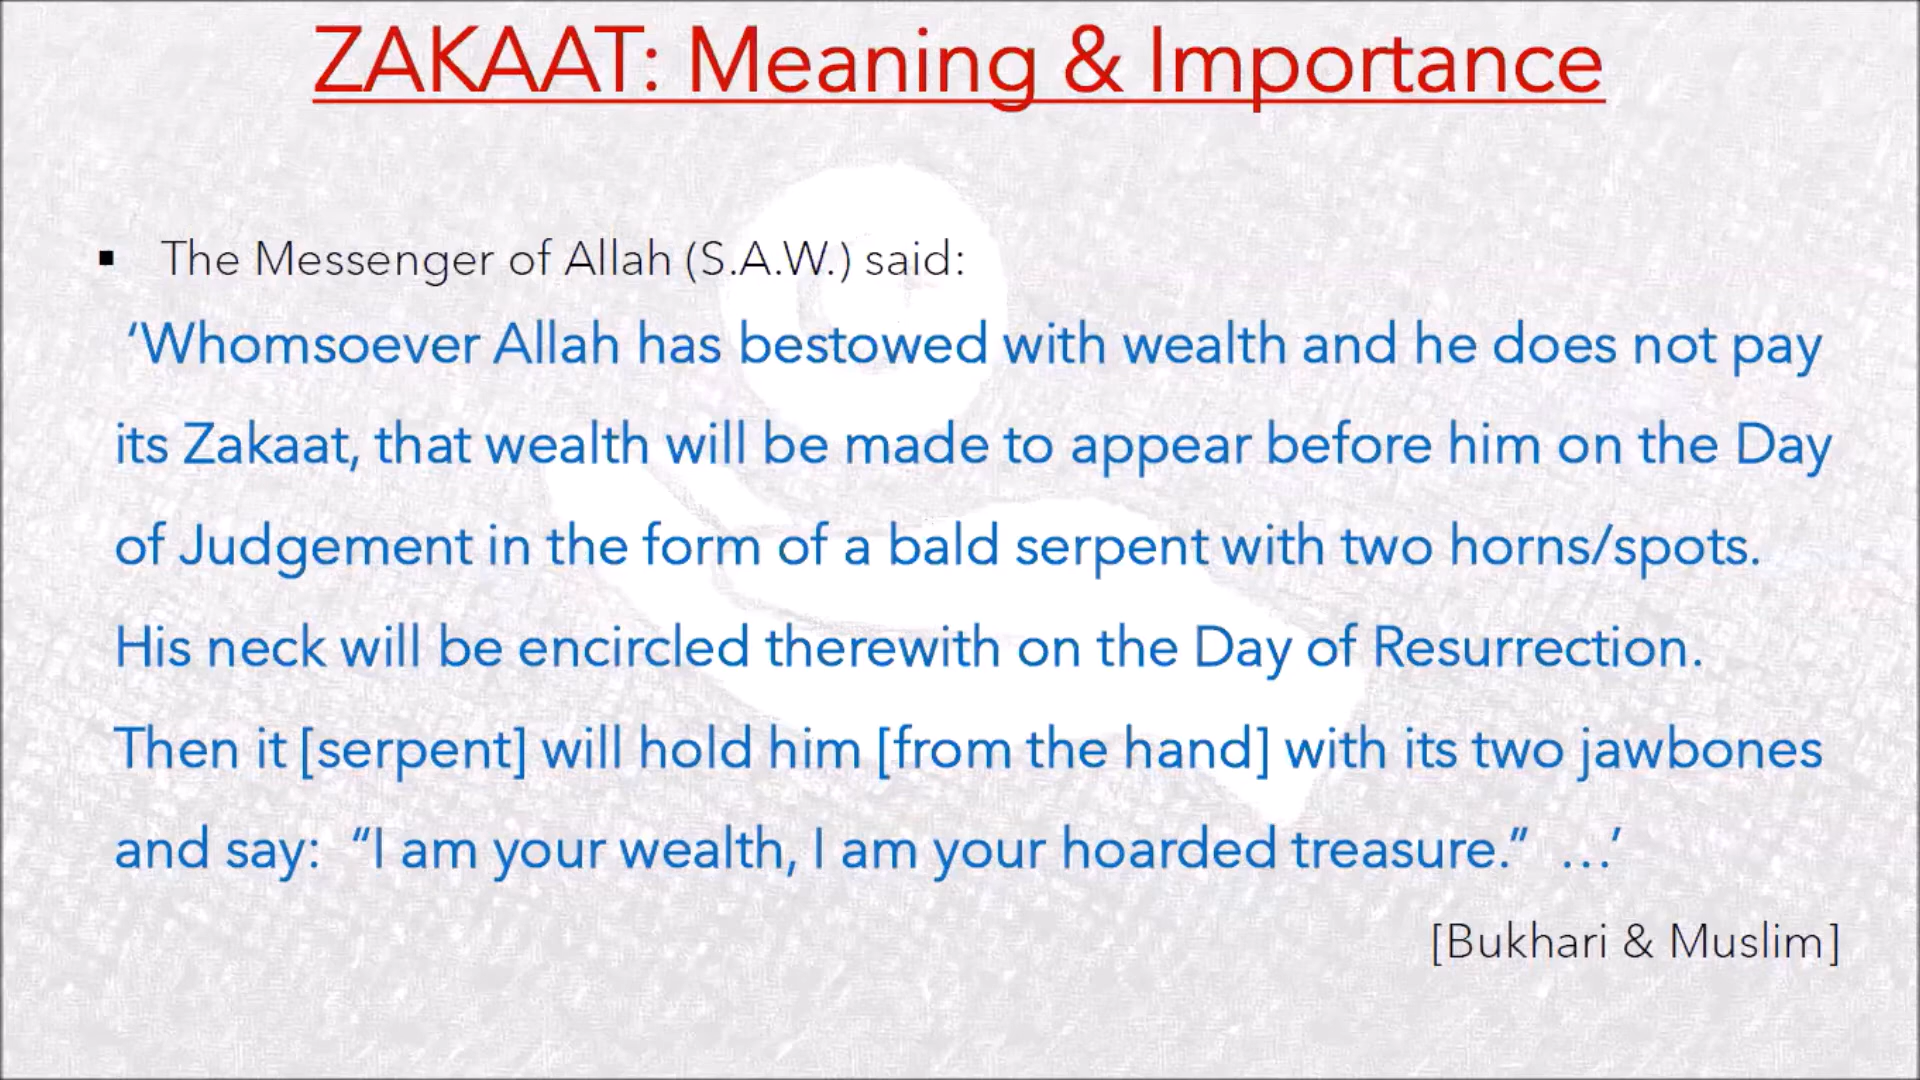 ZAKAAT: Meaning & Importance
▪ The Messenger of Allah (S.A.W.) said:
‘Whomsoever Allah has bestowed with wealth and he does not pay
its Zakaat, that wealth will be made to appear before him on the Day
of Judgement in the form of a bald serpent with two horns/spots.
His neck will be encircled therewith on the Day of Resurrection.
Then it [serpent] will hold him [from the hand] with its two jawbones
and say: “I am your wealth, I am your hoarded treasure.” …’
[Bukhari & Muslim]